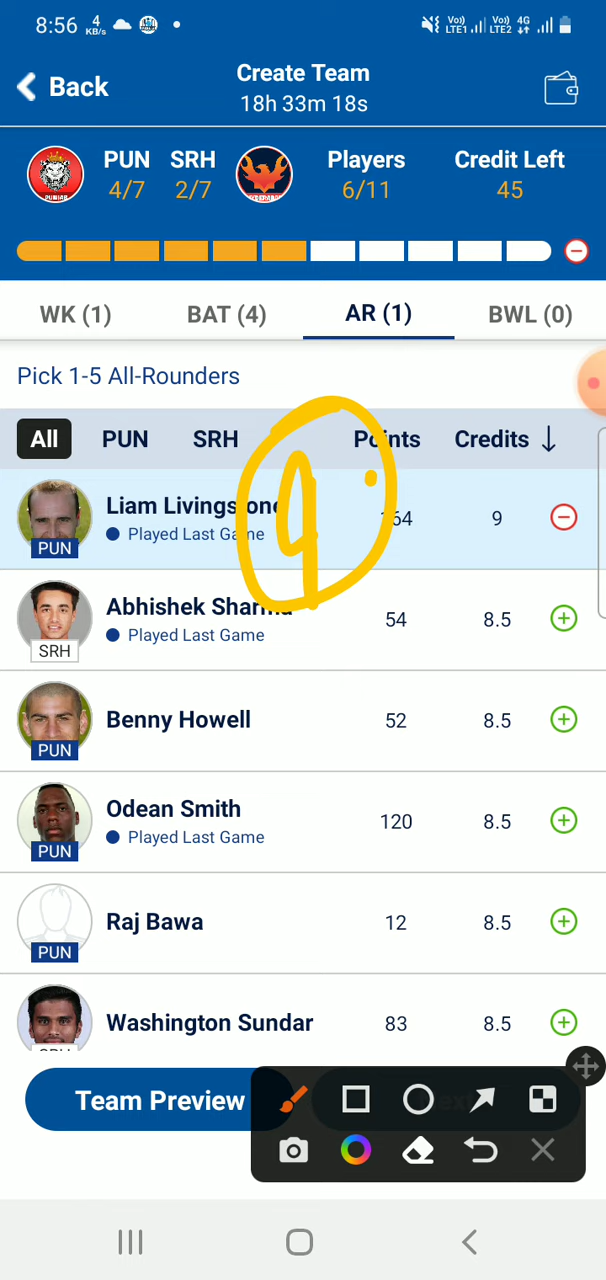 8:56 4 KB/s Vo) LTE1 Vo) LTE2 4G
Back
Create Team
18h 33m 18s
PUN SRH Players Credit Left
4/7 2/7 6/11 45
WK (1) BAT (4) AR (1) BWL (0)
Pick 1-5 All-Rounders
All PUN SRH Points Credits
9
Liam Livingstone
Played Last Game
PUN
164 9
Abhishek Sharma
Played Last Game
SRH
54 8.5
Benny Howell
PUN
52 8.5
Odean Smith
Played Last Game
PUN
120 8.5
Raj Bawa
PUN
12 8.5
Washington Sundar
83 8.5
Team Preview